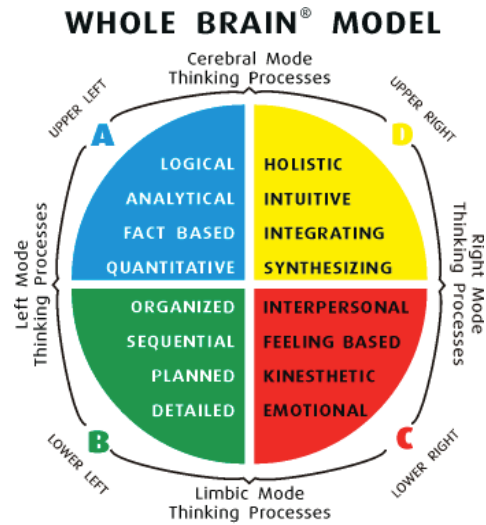 WHOLE BRAIN® MODEL
Cerebral Mode
Thinking Processes
UPPER LEFT
UPPER RIGHT
A
D
LOGICAL
ANALYTICAL
FACT BASED
QUANTITATIVE
HOLISTIC
INTUITIVE
INTEGRATING
SYNTHESIZING
Left Mode
Thinking Processes
Right Mode
Thinking Processes
ORGANIZED
SEQUENTIAL
PLANNED
DETAILED
INTERPERSONAL
FEELING BASED
KINESTHETIC
EMOTIONAL
B
C
LOWER LEFT
LOWER RIGHT
Limbic Mode
Thinking Processes